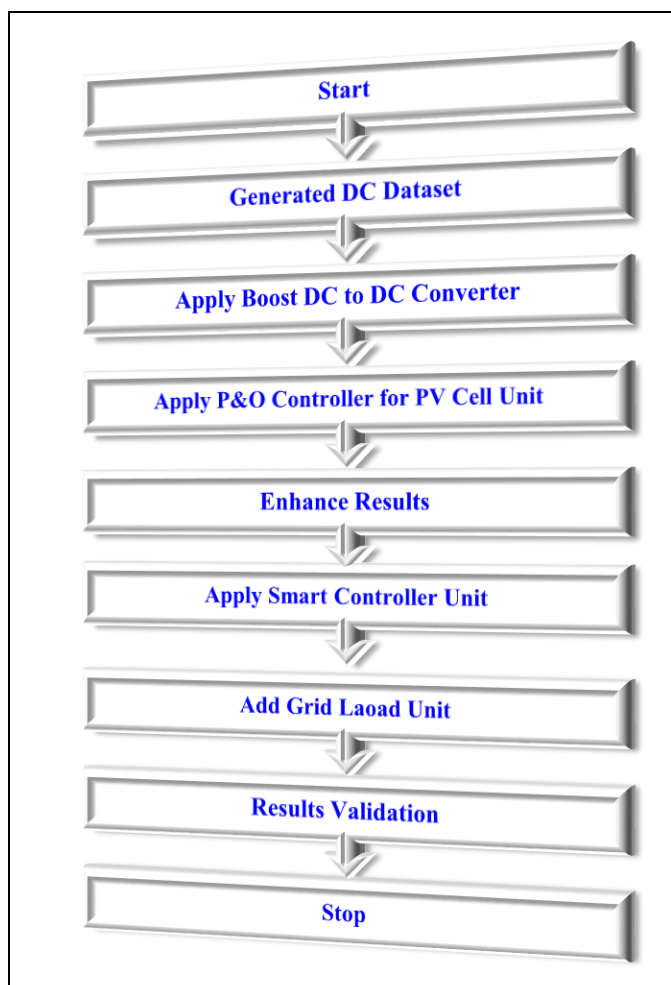 Start
Generated DC Dataset
Apply Boost DC to DC Converter
Apply P&O Controller for PV Cell Unit
Enhance Results
Apply Smart Controller Unit
Add Grid Laoad Unit
Results Validation
Stop